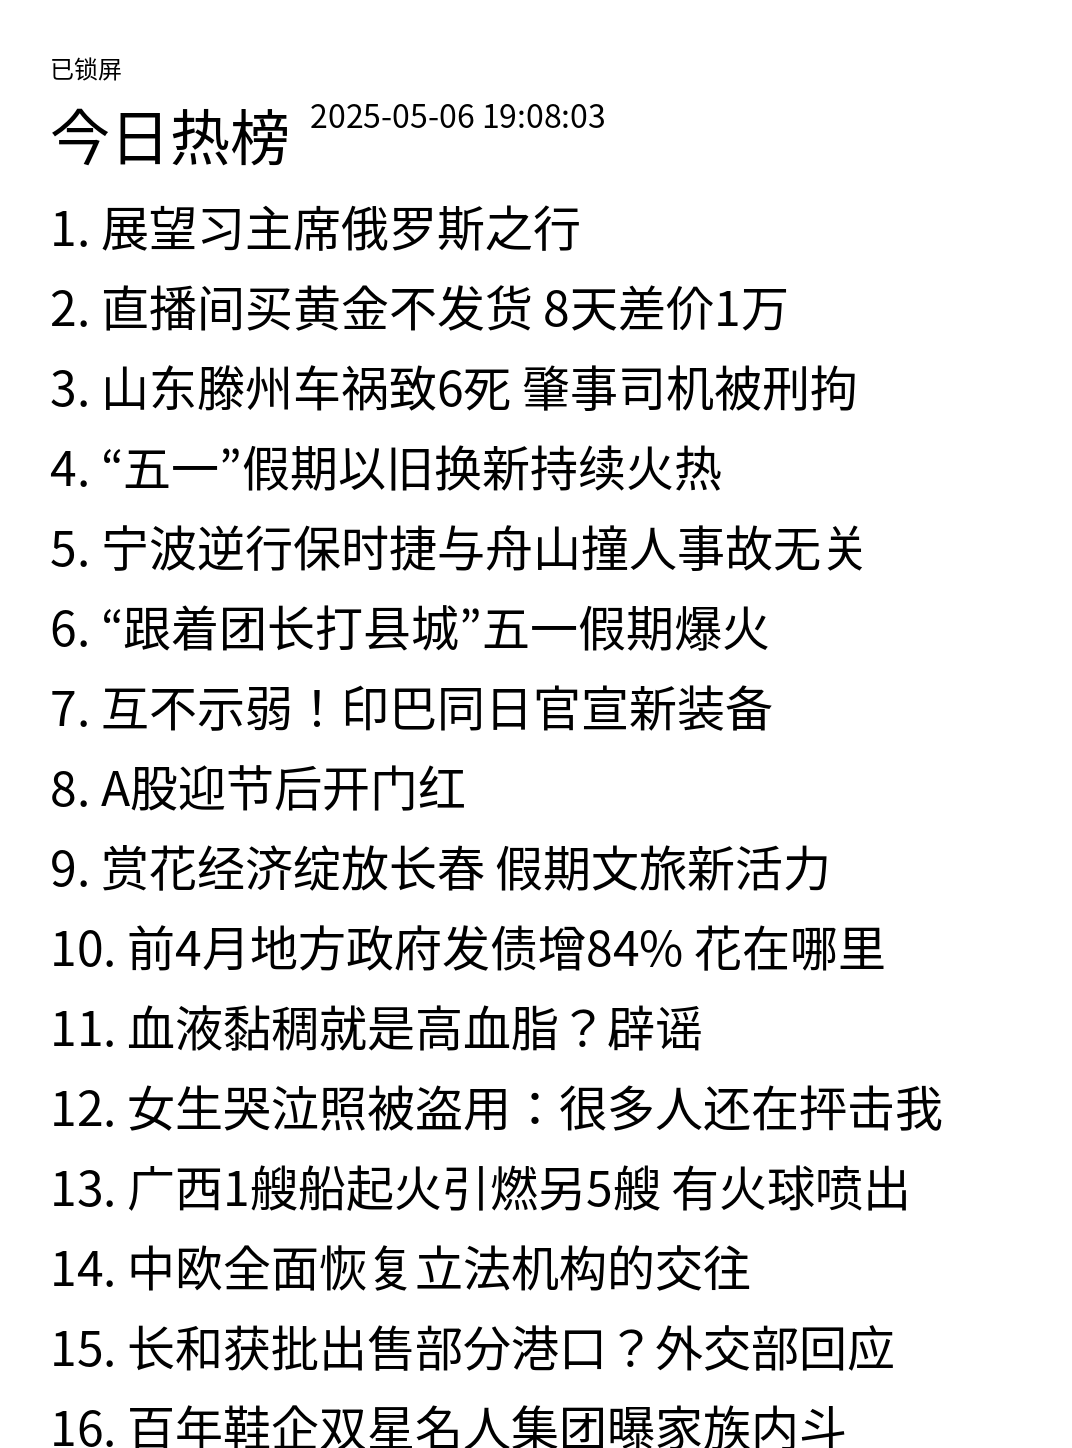 已锁屏
今日热榜 2025-05-06 19:08:03
1. 展望习主席俄罗斯之行
2. 直播间买黄金不发货 8天差价1万
3. 山东滕州车祸致6死 肇事司机被刑拘
4. “五一”假期以旧换新持续火热
5. 宁波逆行保时捷与舟山撞人事故无关
6. “跟着团长打县城”五一假期爆火
7. 互不示弱！印巴同日官宣新装备
8. A股迎节后开门红
9. 赏花经济绽放长春 假期文旅新活力
10. 前4月地方政府发债增84% 花在哪里
11. 血液黏稠就是高血脂？辟谣
12. 女生哭泣照被盗用：很多人还在抨击我
13. 广西1艘船起火引燃另5艘 有火球喷出
14. 中欧全面恢复立法机构的交往
15. 长和获批出售部分港口？外交部回应
16. 百年鞋企双星名人集团曝家族内斗